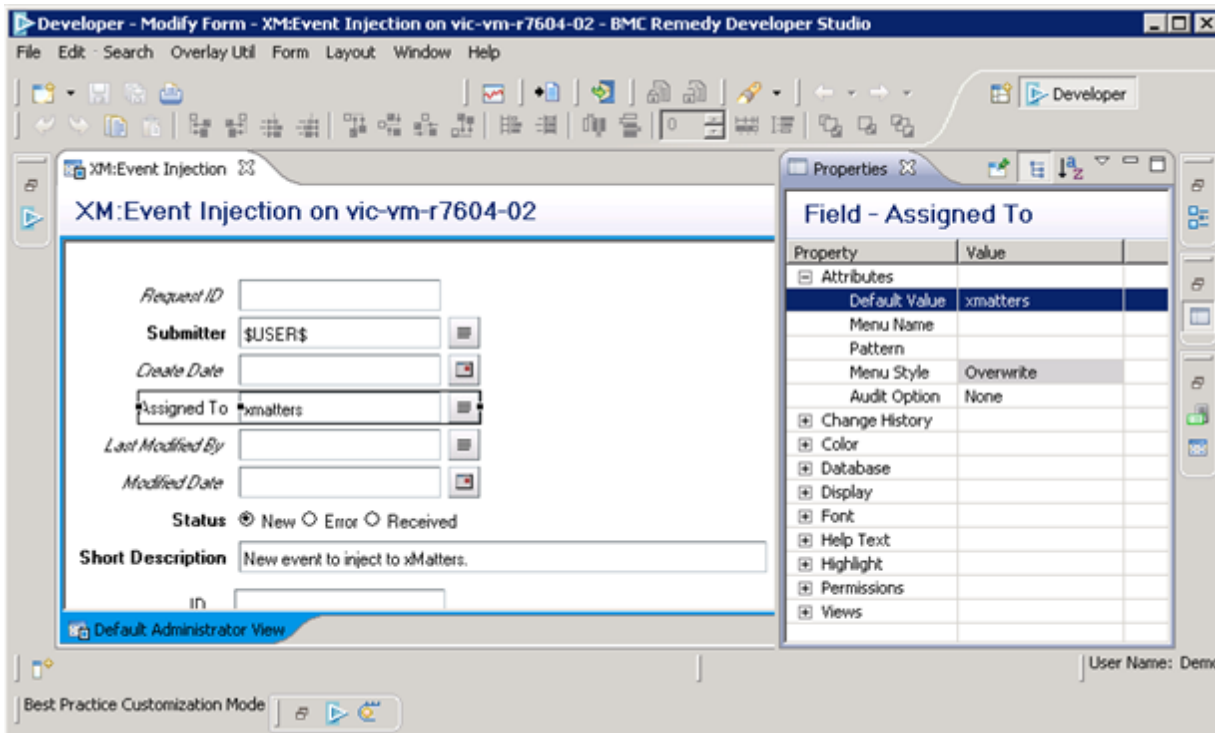 Developer - Modify Form - XM:Event Injection on vic-vm-r7604-02 - BMC Remedy Developer Studio
File Edit Search Overlay Util Form Layout Window Help
0
Developer
XM:Event Injection
XM:Event Injection on vic-vm-r7604-02
Request ID
Submitter $USER$
Create Date
Assigned To xmatters
Last Modified By
Modified Date
Status New Error Received
Short Description New event to inject to xMatters.
ID
Default Administrator View
Properties
Field - Assigned To
Property Value
Attributes
Default Value xmatters
Menu Name
Pattern
Menu Style Overwrite
Audit Option None
Change History
Color
Database
Display
Font
Help Text
Highlight
Permissions
Views
User Name: Demo
Best Practice Customization Mode